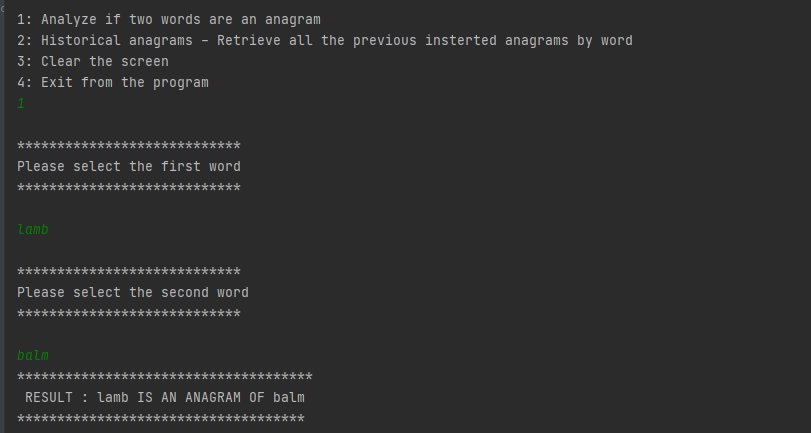 1: Analyze if two words are an anagram
2: Historical anagrams – Retrieve all the previous insterted anagrams by word
3: Clear the screen
4: Exit from the program
1
****************************
Please select the first word
****************************
lamb
****************************
Please select the second word
****************************
balm
*************************************
RESULT : lamb IS AN ANAGRAM OF balm
************************************